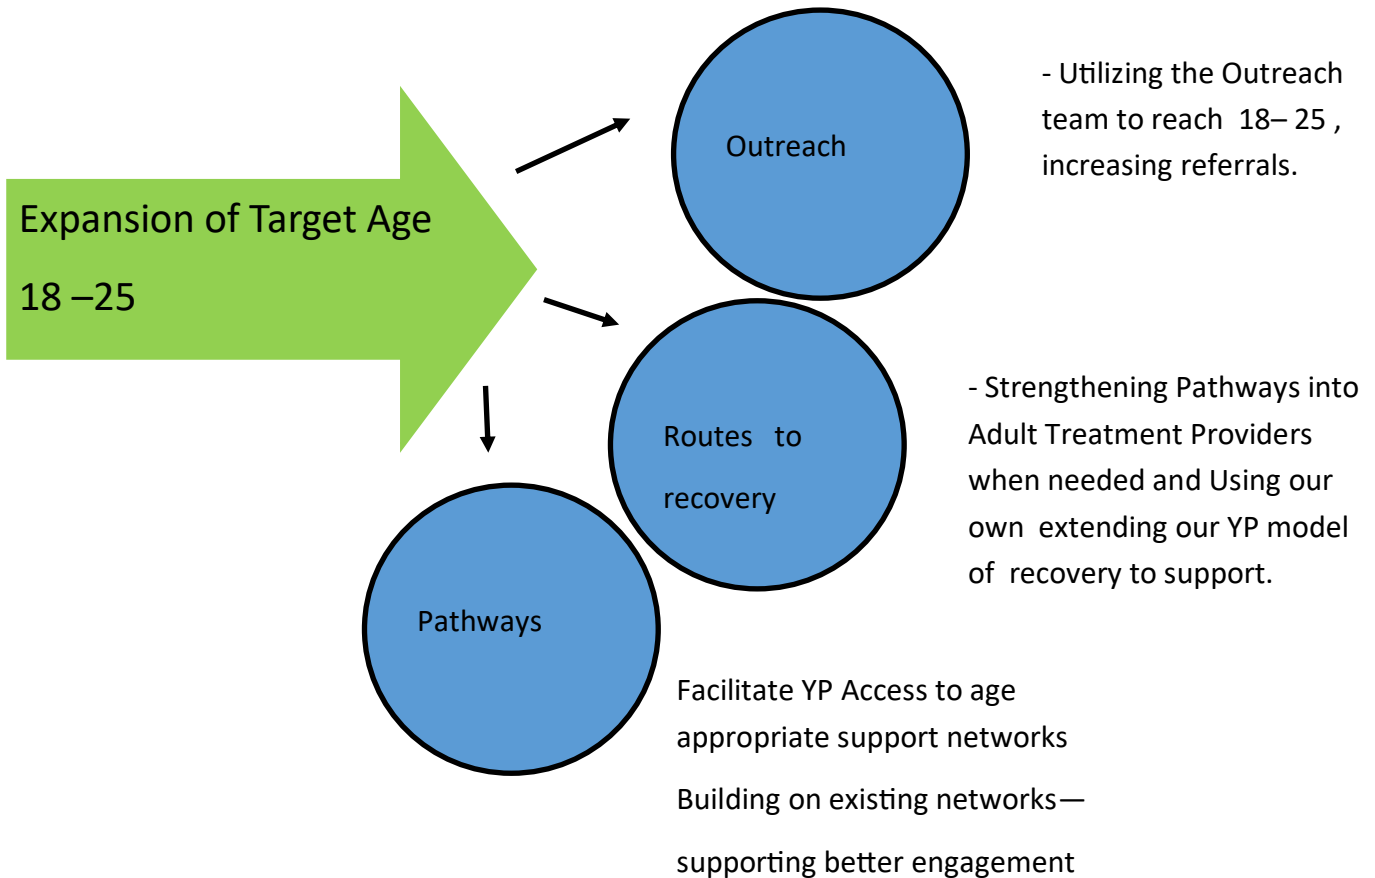 Expansion of Target Age
18 –25
Outreach
- Utilizing the Outreach
team to reach  18– 25 ,
increasing referrals.
Routes  to
recovery
- Strengthening Pathways into
Adult Treatment Providers
when needed and Using our
own  extending our YP model
of  recovery to support.
Pathways
Facilitate YP Access to age
appropriate support networks
Building on existing networks—
supporting better engagement